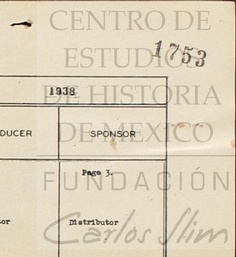 CENTRO DE
ESTUDIOS
1753
1938
DE HISTORIA
DE MEXICO
DUCER SPONSOR
Page 3.
FUNDACIÓN
tor Distributor
Carlos Slim